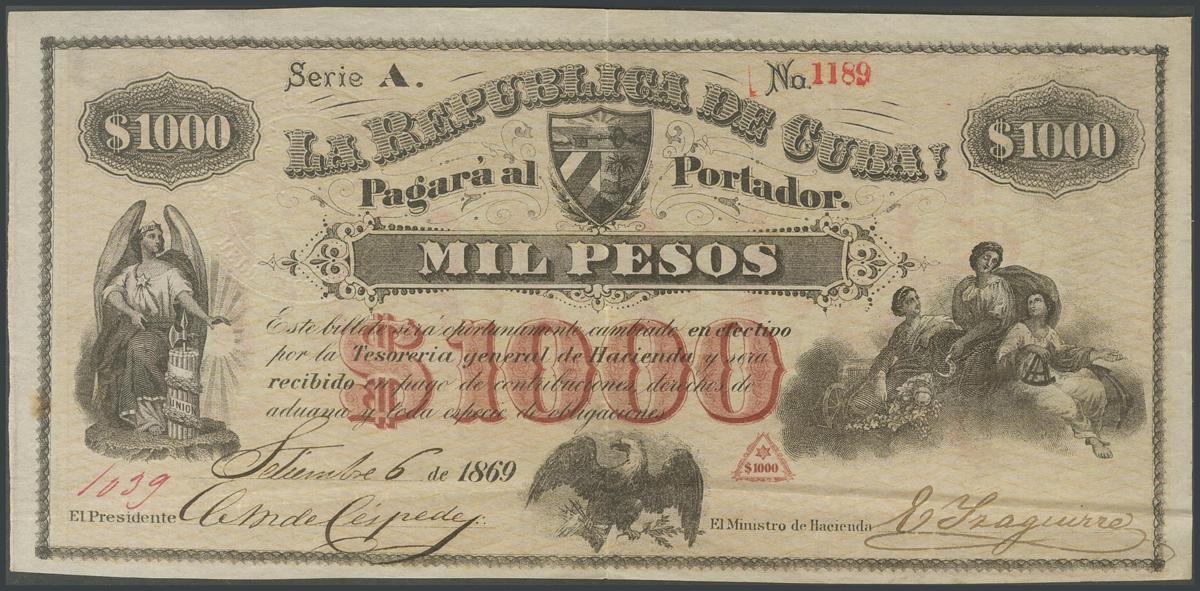 Serie A.
No. 1189
$1000
LA REPUBLICA DE CUBA!
$1000
Pagará al Portador.
MIL PESOS
$1000
Este billete será oportunamente cambiado en efectivo
por la Tesoreria general de Hacienda y será
recibido en pago de contribuciones, derechos de
aduana y toda especie de obligaciones
UNION
Setiembre 6 de 1869
$1000
1039
El Presidente C M de Céspedes
El Ministro de Hacienda E Yzaguirre